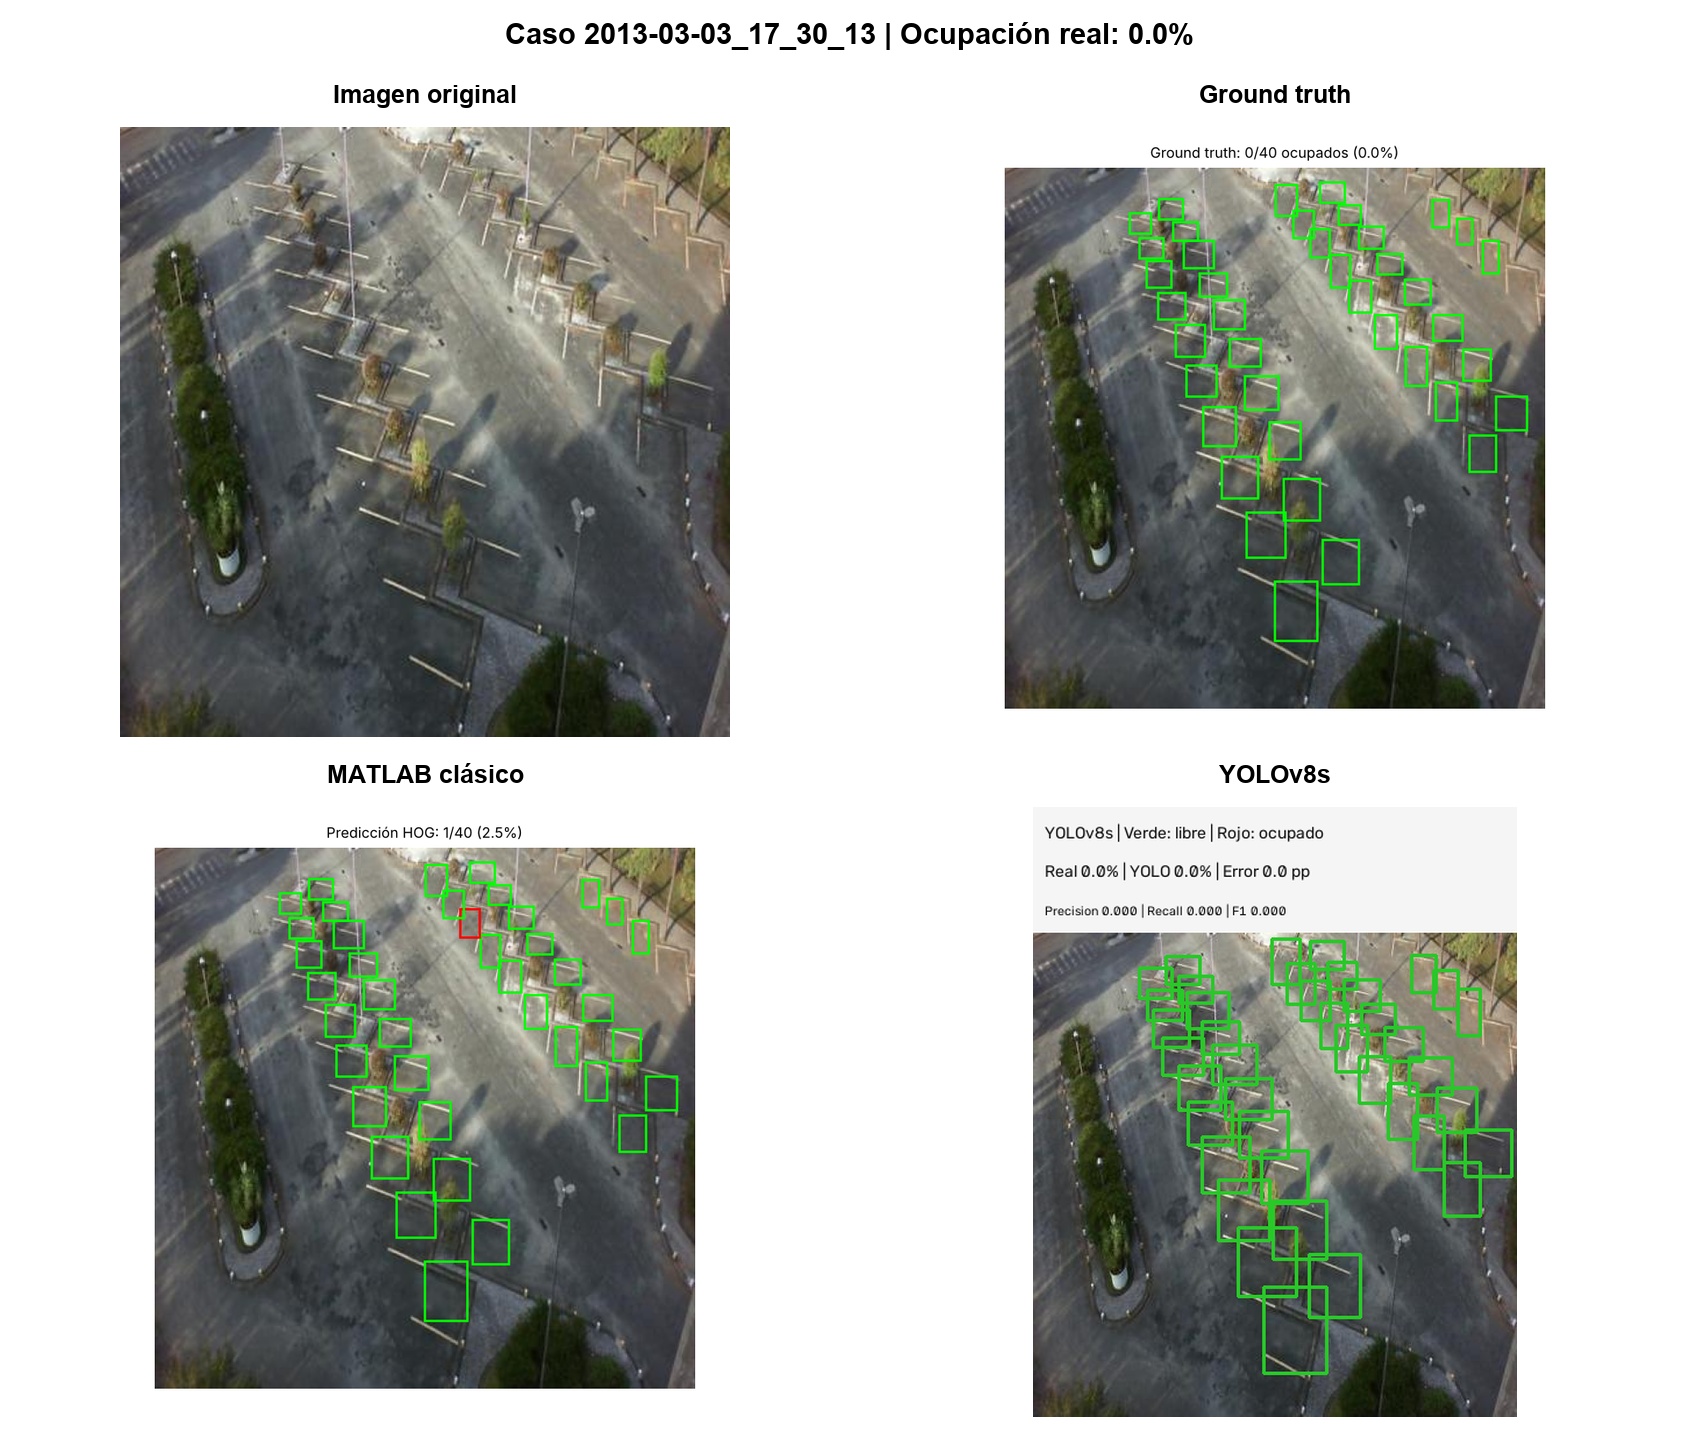 Caso 2013-03-03_17_30_13 | Ocupación real: 0.0%
Imagen original
Ground truth
Ground truth: 0/40 ocupados (0.0%)
MATLAB clásico
YOLOv8s
Predicción HOG: 1/40 (2.5%)
YOLOv8s | Verde: libre | Rojo: ocupado
Real 0.0% | YOLO 0.0% | Error 0.0 pp
Precision 0.000 | Recall 0.000 | F1 0.000